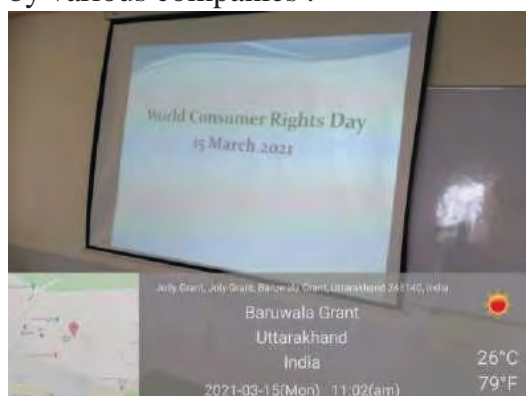 by various companies .
World Consumer Rights Day
15 March 2021
Jolly Grant, Joly Grant, Baruwala Grant, Uttarakhand 248140, India
Baruwala Grant
Uttarakhand
India
26°C
2021-03-15(Mon) 11:02(am)
79°F